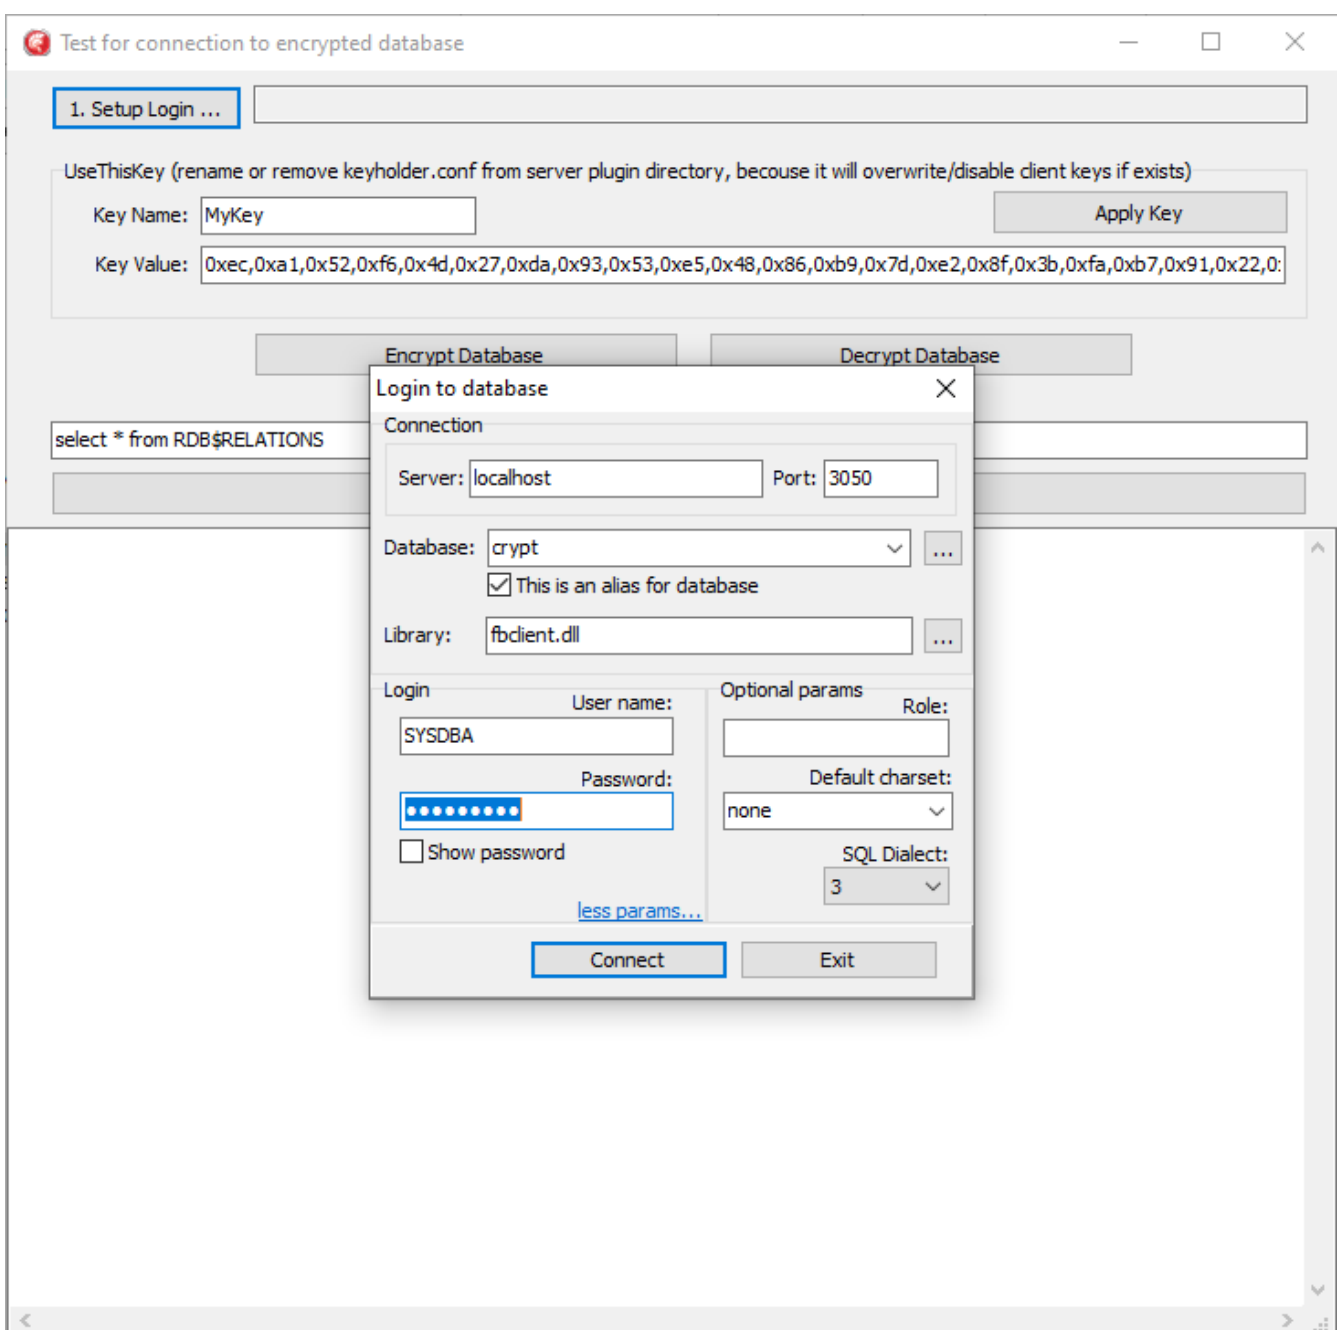 Test for connection to encrypted database
1. Setup Login ...
UseThisKey (rename or remove keyholder.conf from server plugin directory, becouse it will overwrite/disable client keys if exists)
Key Name: MyKey Apply Key
Key Value: 0xec,0xa1,0x52,0xf6,0x4d,0x27,0xda,0x93,0x53,0xe5,0x48,0x86,0xb9,0x7d,0xe2,0x8f,0x3b,0xfa,0xb7,0x91,0x22,0
Encrypt Database Decrypt Database
select * from RDB$RELATIONS
Login to database
Connection
Server: localhost Port: 3050
Database: crypt ...
This is an alias for database
Library: fbclient.dll ...
Login
User name:
SYSDBA
Password:
Show password
less params...
Optional params
Role:
Default charset:
none
SQL Dialect:
3
Connect Exit